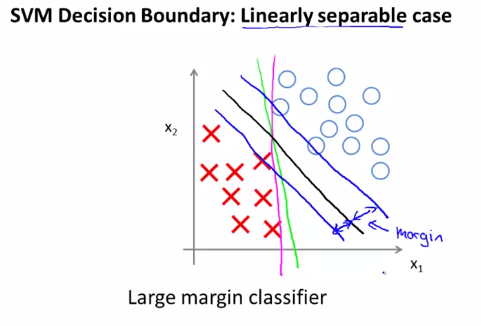 SVM Decision Boundary: Linearly separable case
x2
margin
x1
Large margin classifier